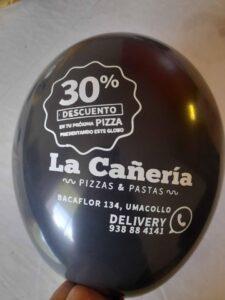 30%
DESCUENTO
EN TU PRÓXIMA PIZZA
PRESENTANDO ESTE GLOBO
La Cañería
PIZZAS & PASTAS
BACAFLOR 134, UMACOLLO
DELIVERY
938 88 4141